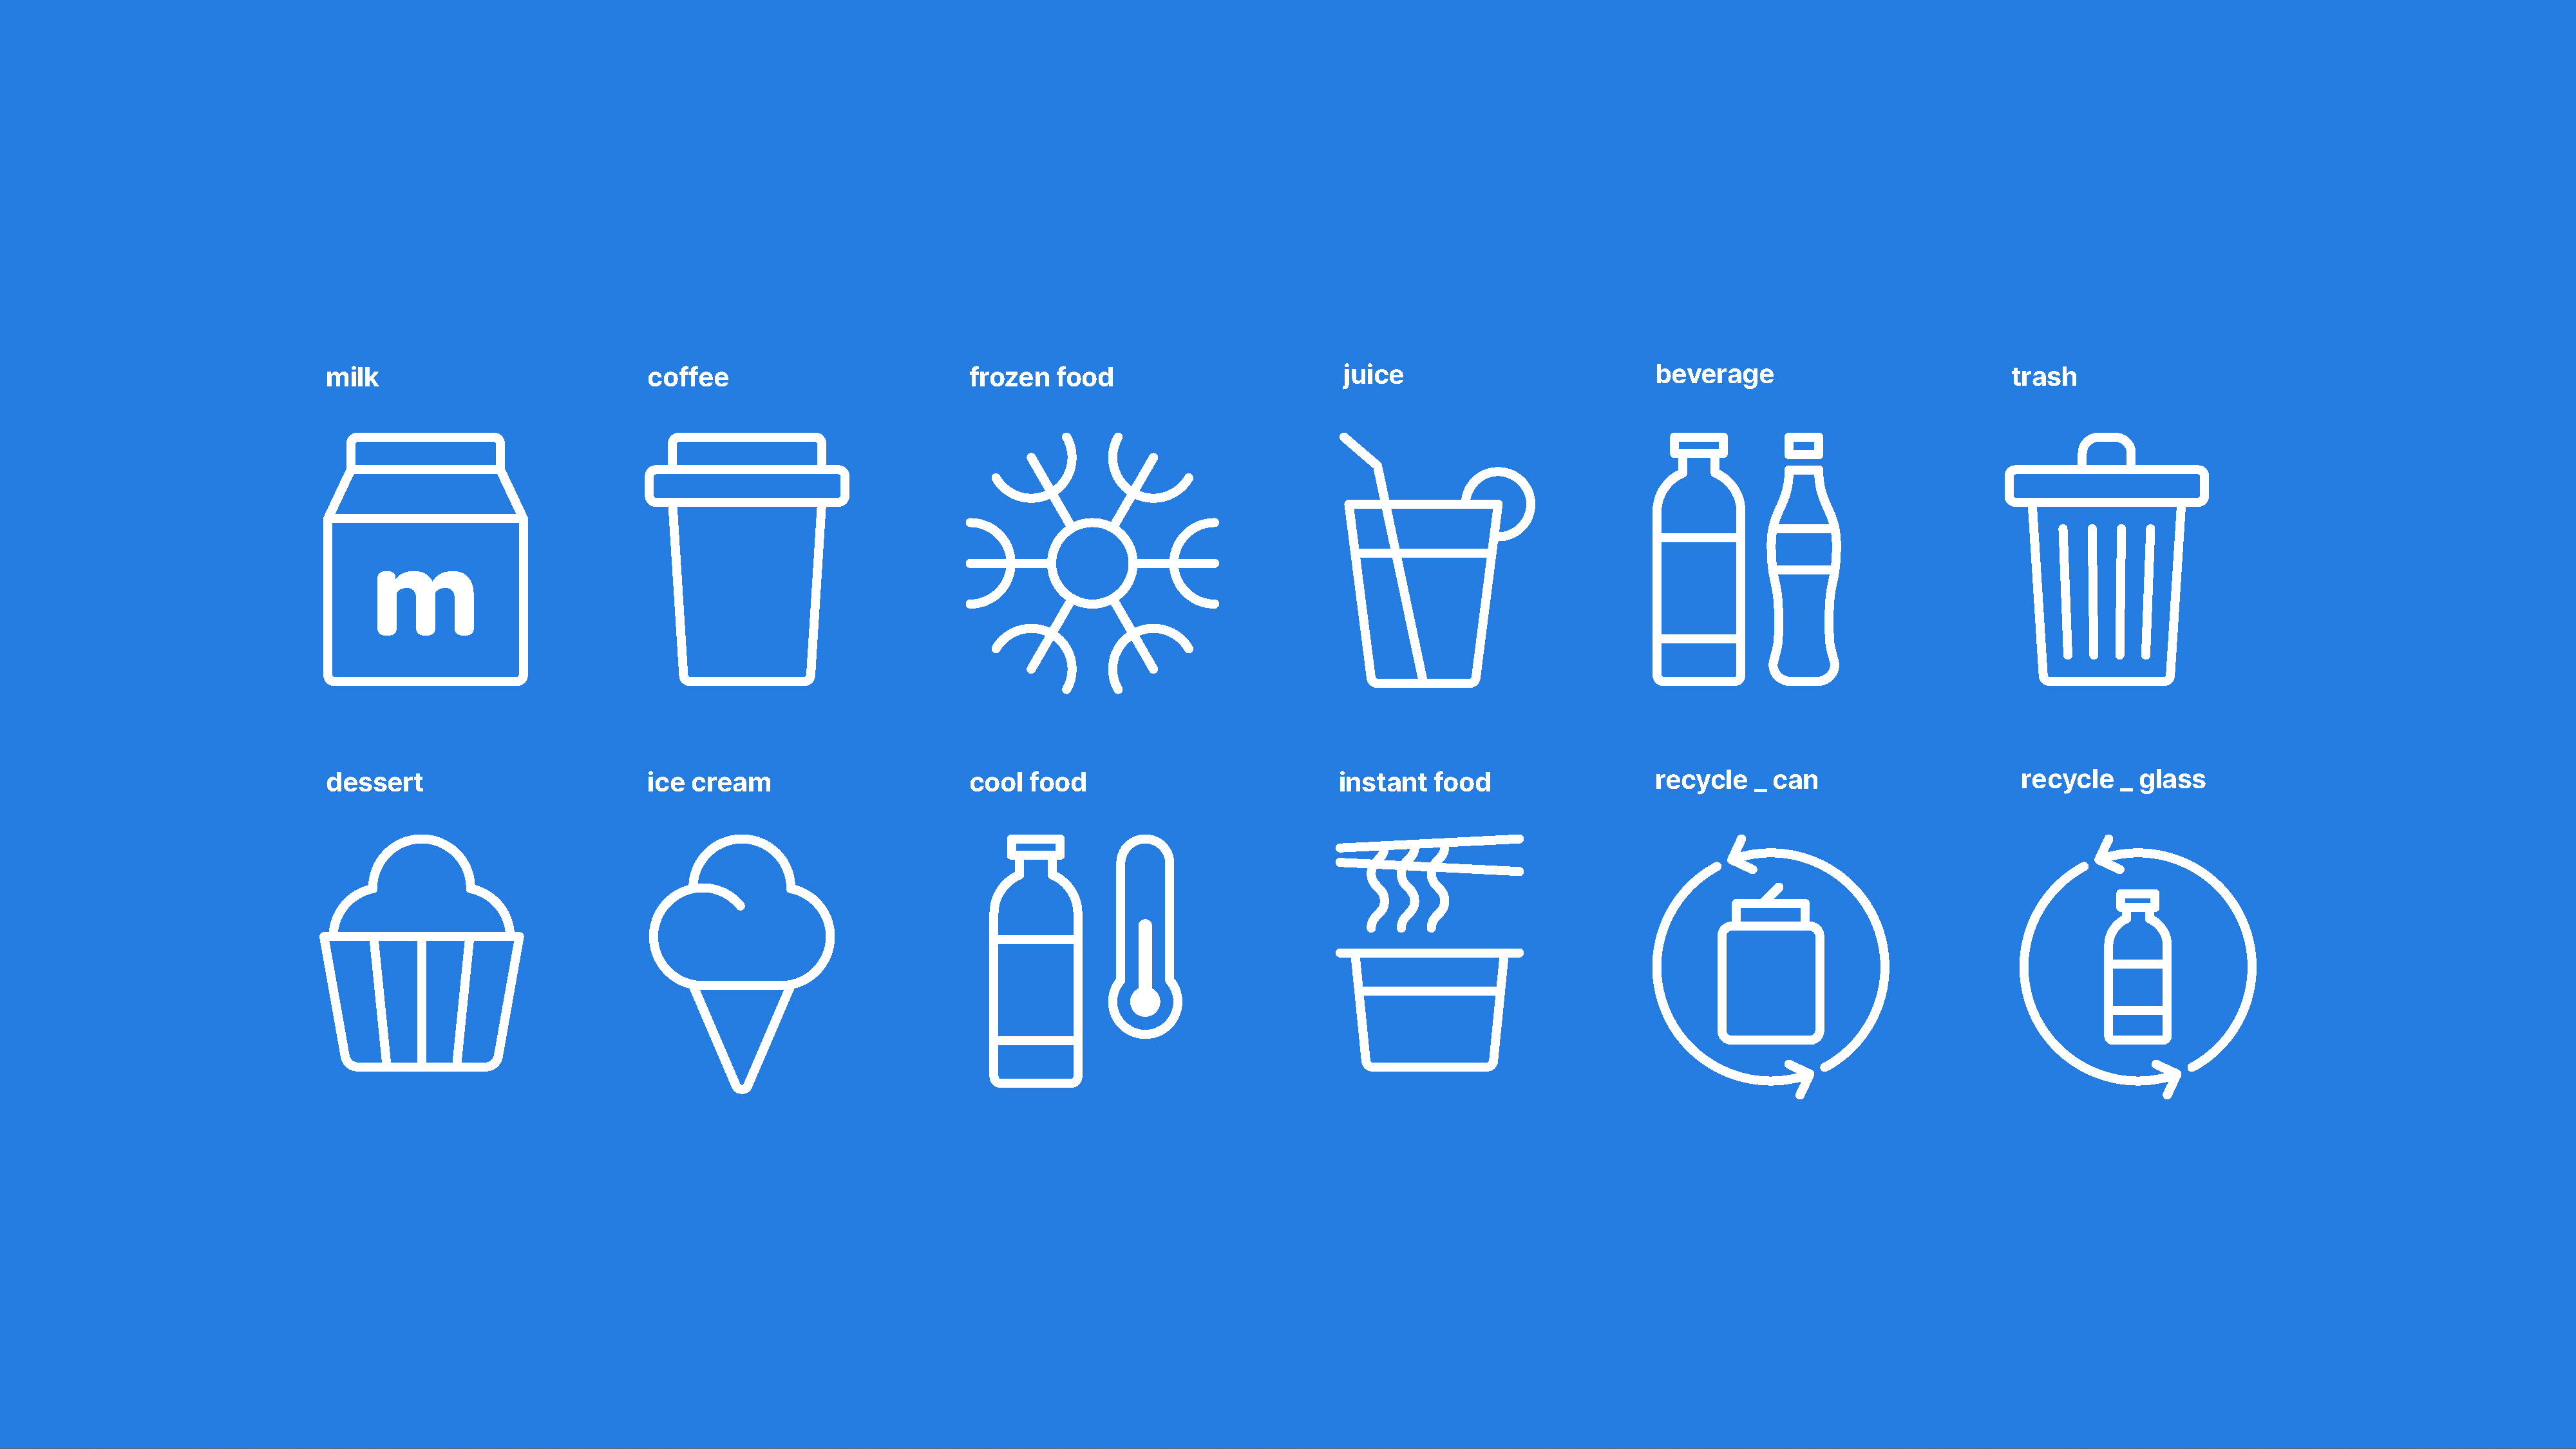 milk
coffee
frozen food
juice
beverage
trash
m
dessert
ice cream
cool food
instant food
recycle _ can
recycle _ glass